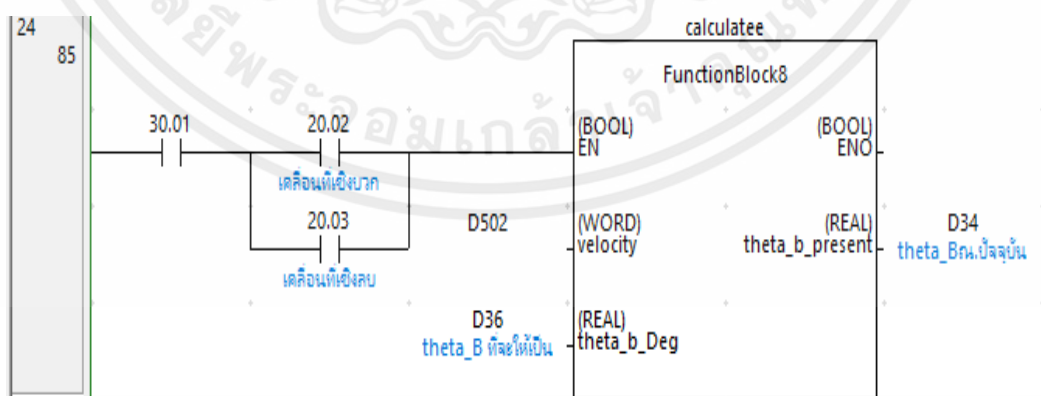 24
85
calculatee
FunctionBlock8
30.01
20.02
เคลื่อนที่เชิงบวก
(BOOL)
EN
(BOOL)
ENO
20.03
เคลื่อนที่เชิงลบ
D502
(WORD)
velocity
(REAL)
theta_b_present
D34
theta_Bณ.ปัจจุบัน
D36
theta_B ที่จะให้เป็น
(REAL)
theta_b_Deg